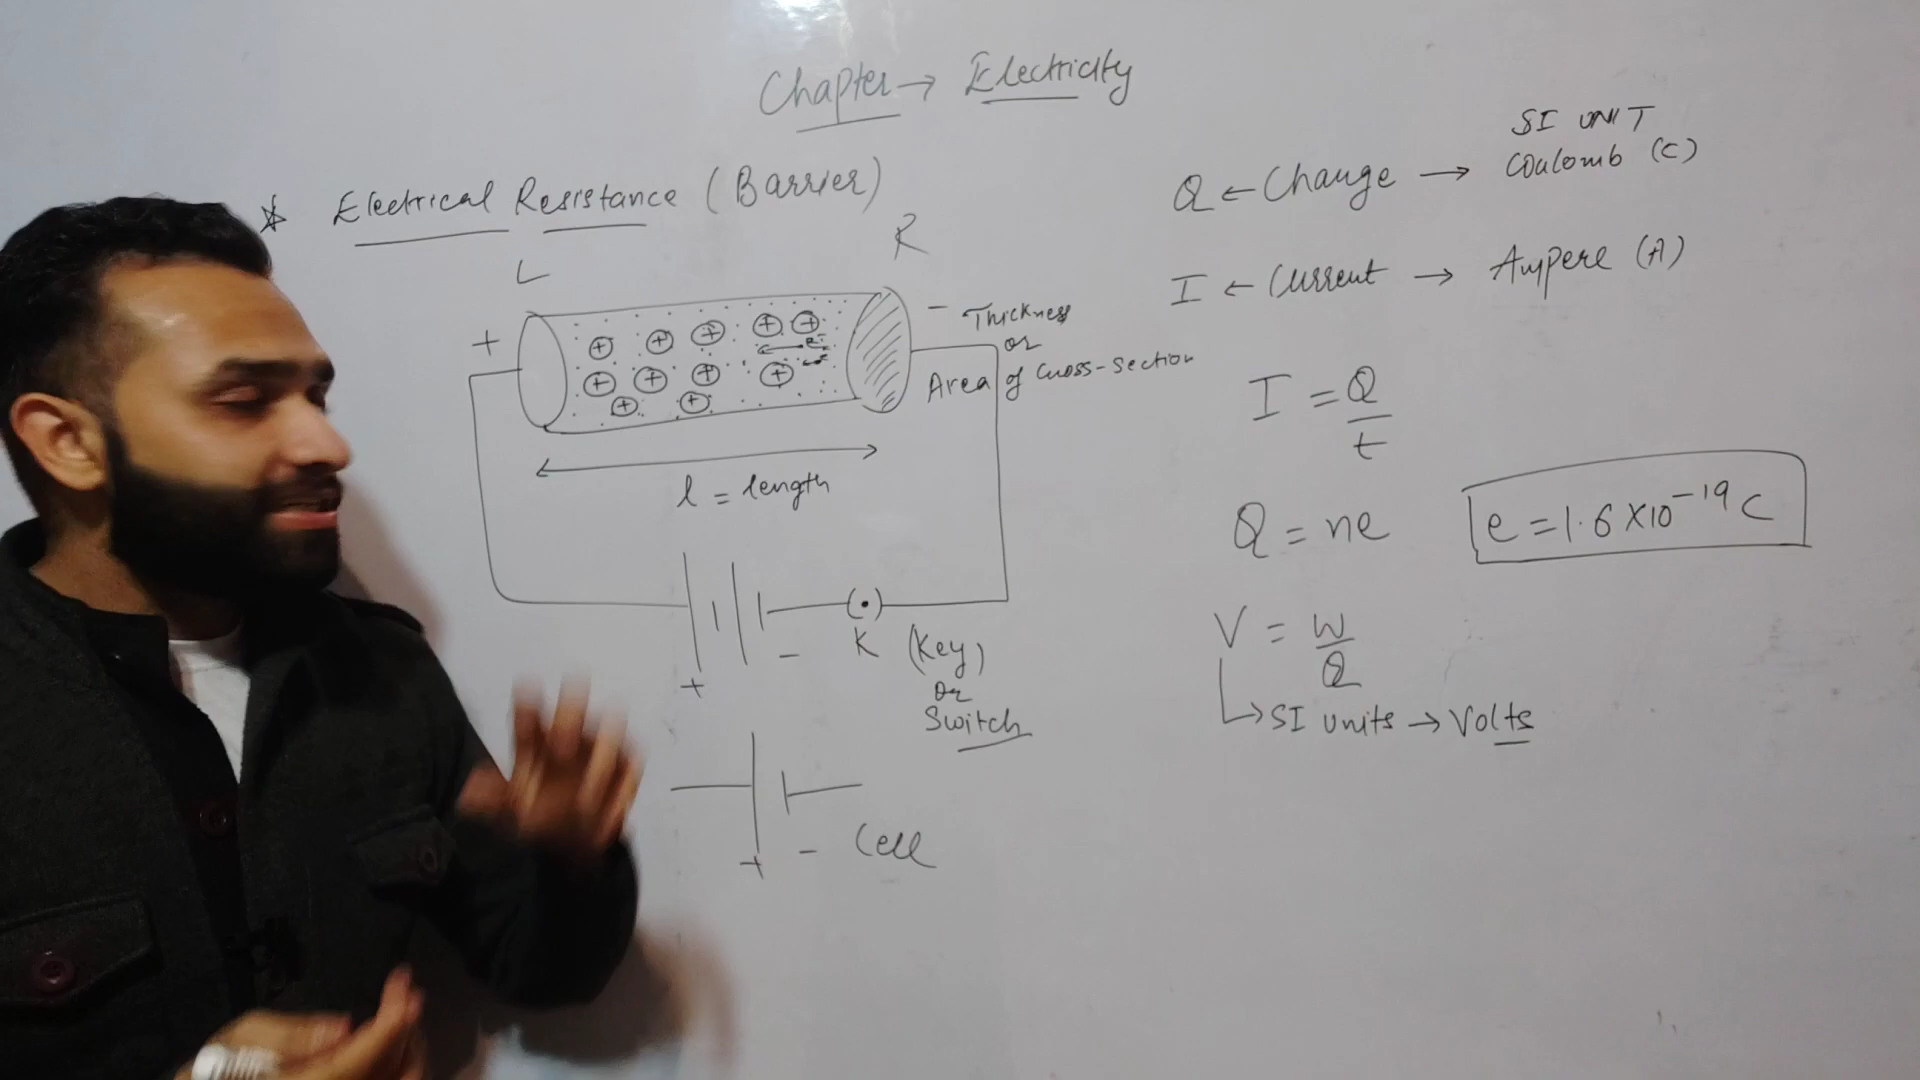 Chapter → Electricity
* Electrical Resistance (Barrier)
L
R
+
-
+ + + + +
+ + + +
+ +
e-
e-
Thickness
or
Area of cross-section
l = length
K
(Key)
or
Switch
+
-
+
-
Cell
SI UNIT
Q ← Charge → Coulomb (C)
I ← Current → Ampere (A)
I = Q/t
Q = ne
e = 1.6 X 10⁻¹⁹ C
V = W/Q
↳ SI units → Volts